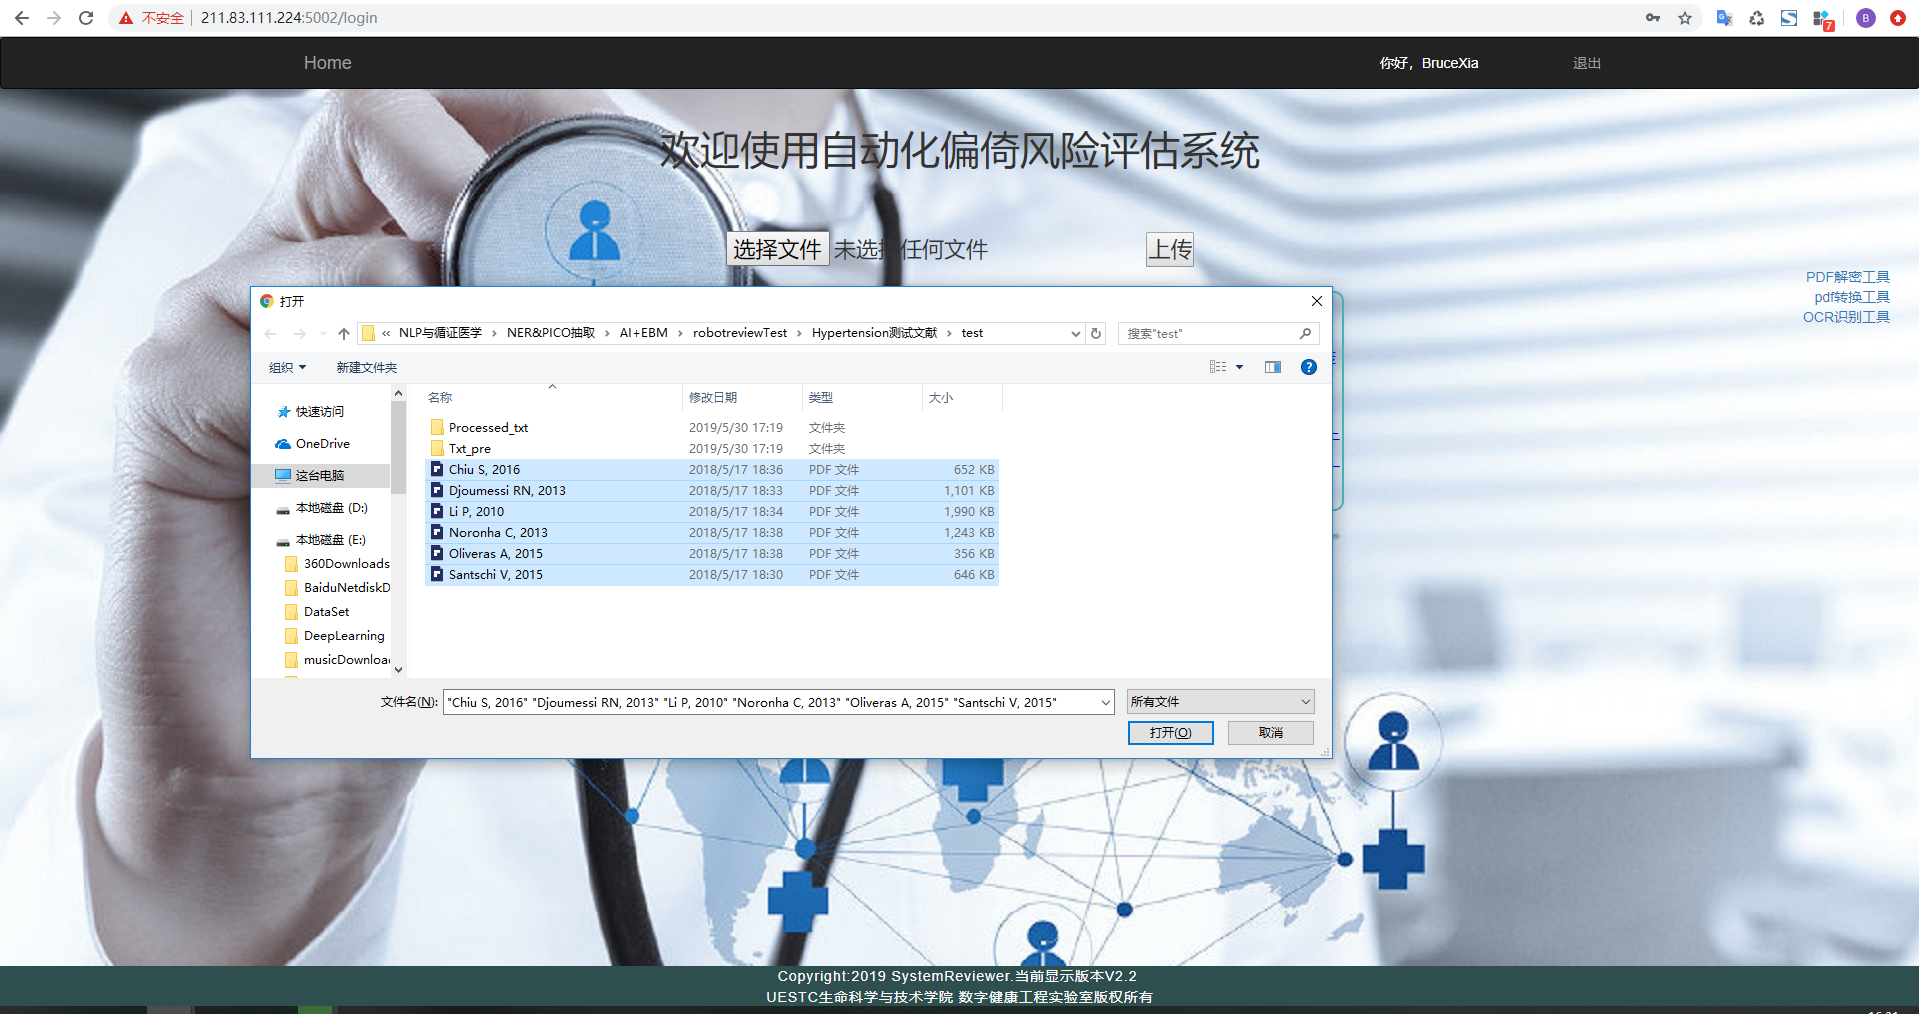 不安全 211.83.111.224:5002/login
7
B
Home 你好，BruceXia 退出
欢迎使用自动化偏倚风险评估系统
选择文件 未选择任何文件 上传
PDF解密工具
pdf转换工具
OCR识别工具
打开
« NLP与循证医学 › NER&PICO抽取 › AI+EBM › robotreviewTest › Hypertension测试文献 › test
搜索"test"
组织 新建文件夹
名称 修改日期 类型 大小
快速访问
OneDrive
这台电脑
本地磁盘 (D:)
本地磁盘 (E:)
360Downloads
BaiduNetdiskD
DataSet
DeepLearning
musicDownloa
Processed_txt 2019/5/30 17:19 文件夹
Txt_pre 2019/5/30 17:19 文件夹
Chiu S, 2016 2018/5/17 18:36 PDF 文件 652 KB
Djoumessi RN, 2013 2018/5/17 18:33 PDF 文件 1,101 KB
Li P, 2010 2018/5/17 18:34 PDF 文件 1,990 KB
Noronha C, 2013 2018/5/17 18:38 PDF 文件 1,243 KB
Oliveras A, 2015 2018/5/17 18:38 PDF 文件 356 KB
Santschi V, 2015 2018/5/17 18:30 PDF 文件 646 KB
文件名(N): "Chiu S, 2016" "Djoumessi RN, 2013" "Li P, 2010" "Noronha C, 2013" "Oliveras A, 2015" "Santschi V, 2015"
所有文件
打开(O) 取消
Copyright:2019 SystemReviewer.当前显示版本V2.2
UESTC生命科学与技术学院 数字健康工程实验室版权所有